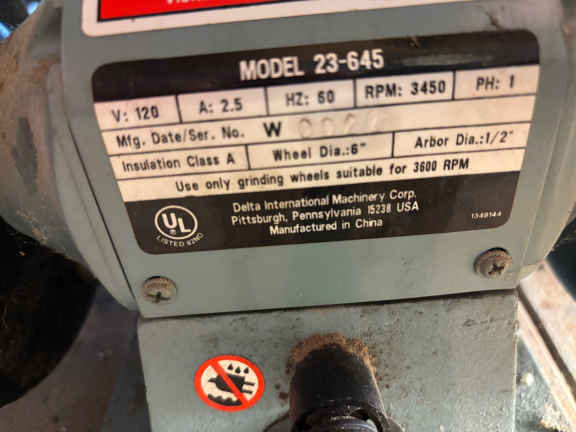 MODEL 23-645
V: 120 A: 2.5 HZ: 60 RPM: 3450 PH: 1
Mfg. Date/Ser. No. W
Insulation Class A Wheel Dia.:6" Arbor Dia.:1/2"
Use only grinding wheels suitable for 3600 RPM
Delta International Machinery Corp.
Pittsburgh, Pennsylvania 15238 USA
Manufactured in China
1349144
UL
LISTED 92NO